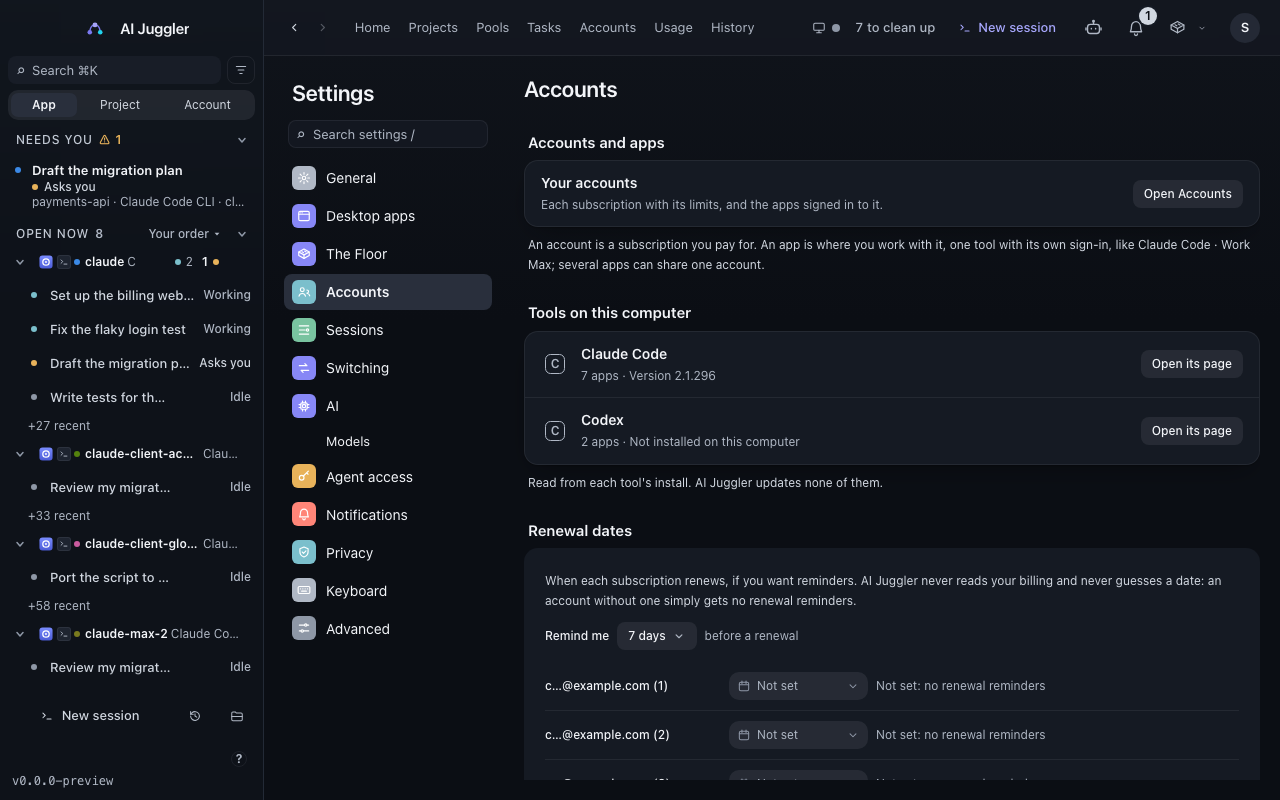 AI Juggler
Search ⌘K
App Project Account
NEEDS YOU 1
Draft the migration plan
Asks you
payments-api · Claude Code CLI · cl…
OPEN NOW 8 Your order
claude C 2 1
Set up the billing web… Working
Fix the flaky login test Working
Draft the migration p… Asks you
Write tests for th… Idle
+27 recent
claude-client-ac… Clau…
Review my migrat… Idle
+33 recent
claude-client-glo… Clau…
Port the script to … Idle
+58 recent
claude-max-2 Claude Co…
Review my migrat… Idle
New session
?
v0.0.0-preview
Home Projects Pools Tasks Accounts Usage History
7 to clean up
New session
1
S
Settings
Search settings /
General
Desktop apps
The Floor
Accounts
Sessions
Switching
AI
Models
Agent access
Notifications
Privacy
Keyboard
Advanced
Accounts
Accounts and apps
Your accounts
Each subscription with its limits, and the apps signed in to it.
Open Accounts
An account is a subscription you pay for. An app is where you work with it, one tool with its own sign-in, like Claude Code · Work
Max; several apps can share one account.
Tools on this computer
C
Claude Code
7 apps · Version 2.1.296
Open its page
C
Codex
2 apps · Not installed on this computer
Open its page
Read from each tool's install. AI Juggler updates none of them.
Renewal dates
When each subscription renews, if you want reminders. AI Juggler never reads your billing and never guesses a date: an
account without one simply gets no renewal reminders.
Remind me 7 days before a renewal
c…@example.com (1) Not set Not set: no renewal reminders
c…@example.com (2) Not set Not set: no renewal reminders